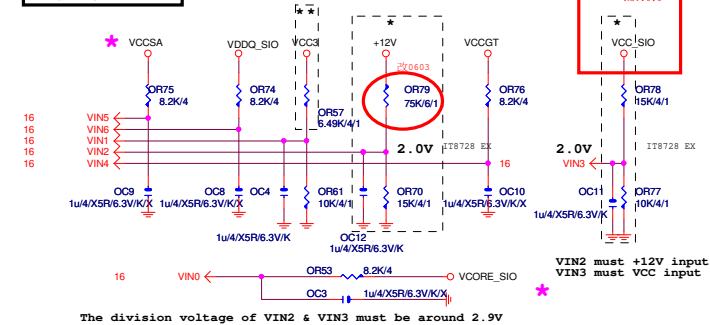 * *
*
*
* VCCSA
VDDQ_SIO
VCC3
+12V
VCCGT
VCC_SIO
改T0603
OR75
8.2K/4
OR74
8.2K/4
OR57
6.49K/4/1
OR79
75K/6/1
OR76
8.2K/4
OR78
15K/4/1
16 VIN5
16 VIN6
16 VIN1
16 VIN2
16 VIN4
2.0V
IT8728 EX
16
2.0V
IT8728 EX
VIN3
OC9
1u/4/X5R/6.3V/K/X
OC8
1u/4/X5R/6.3V/K/X
OC4
1u/4/X5R/6.3V/K
OR61
10K/4/1
OC12
1u/4/X5R/6.3V/K
OR70
15K/4/1
OC10
1u/4/X5R/6.3V/K/X
OC11
1u/4/X5R/6.3V/K
OR77
10K/4/1
VIN2 must +12V input
VIN3 must VCC input
16 VIN0
OR53 8.2K/4
VCORE_SIO
OC3 1u/4/X5R/6.3V/K/X
*
The division voltage of VIN2 & VIN3 must be around 2.9V